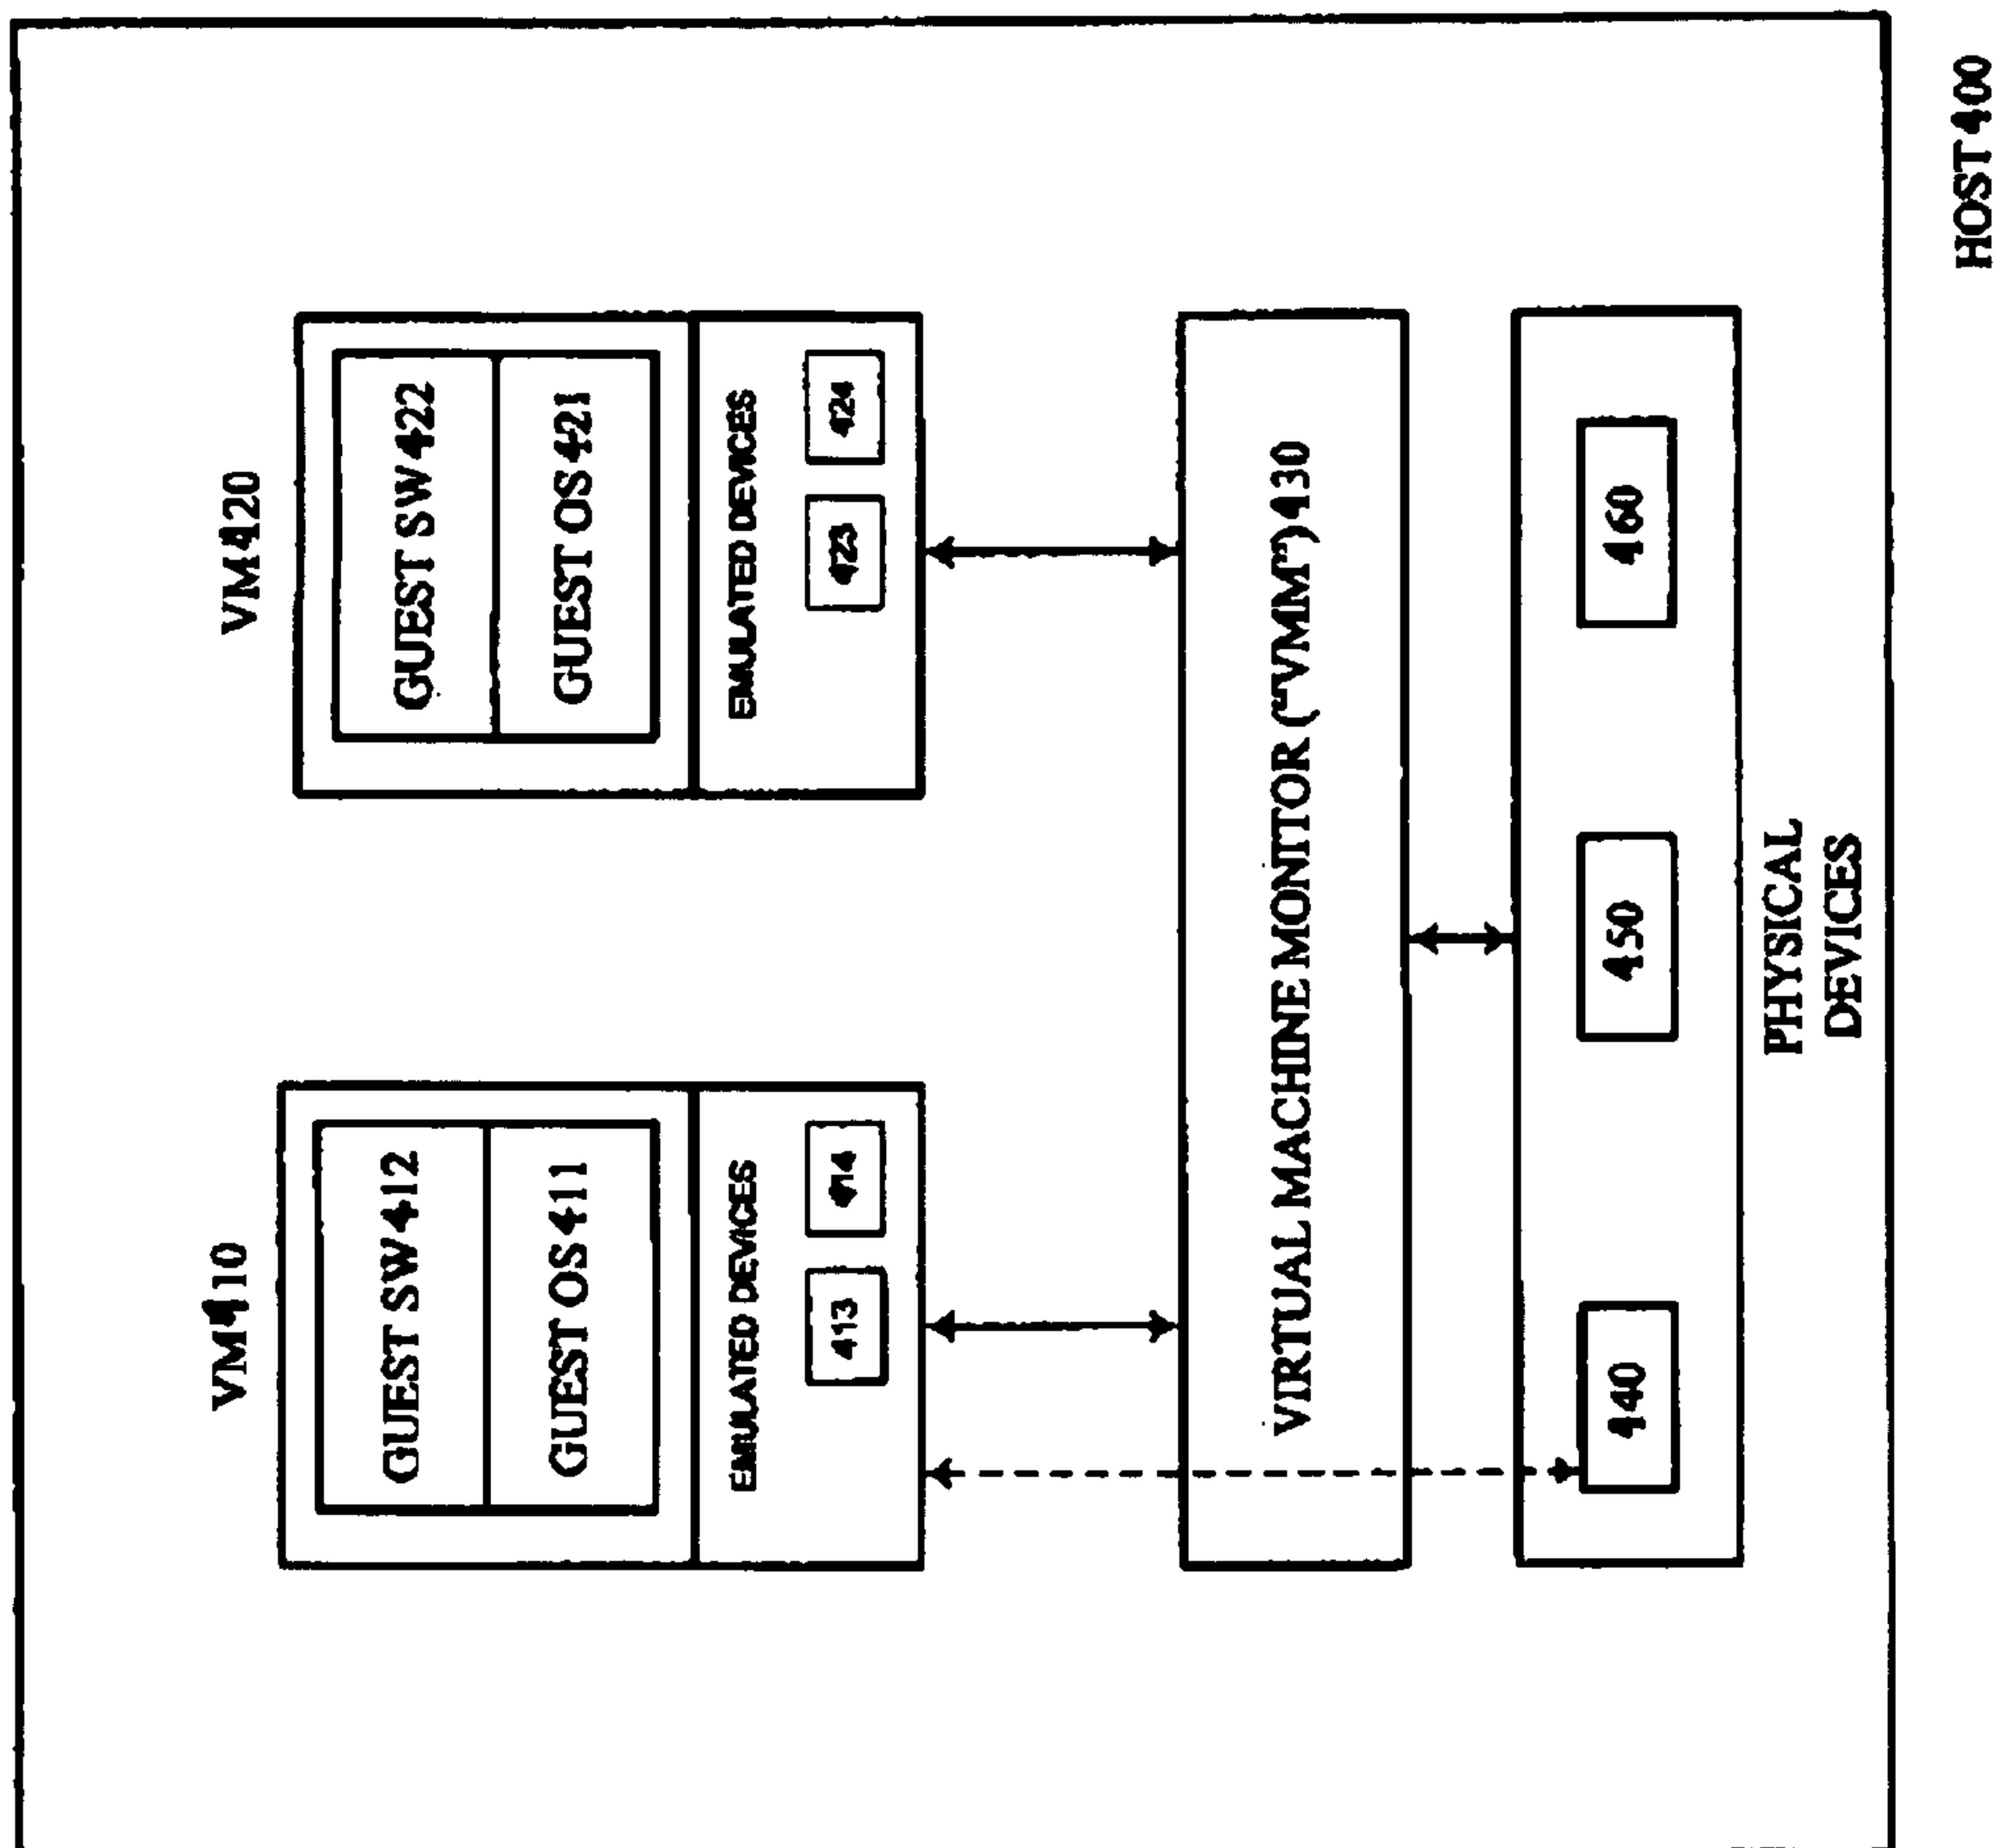 VM 410
VM 420
GUEST SW 412
GUEST OS 411
EMULATED DEVICES
413
414
GUEST SW 422
GUEST OS 421
EMULATED DEVICES
423
424
VIRTUAL MACHINE MONITOR ("VMM") 430
440
450
460
PHYSICAL
DEVICES
HOST 400